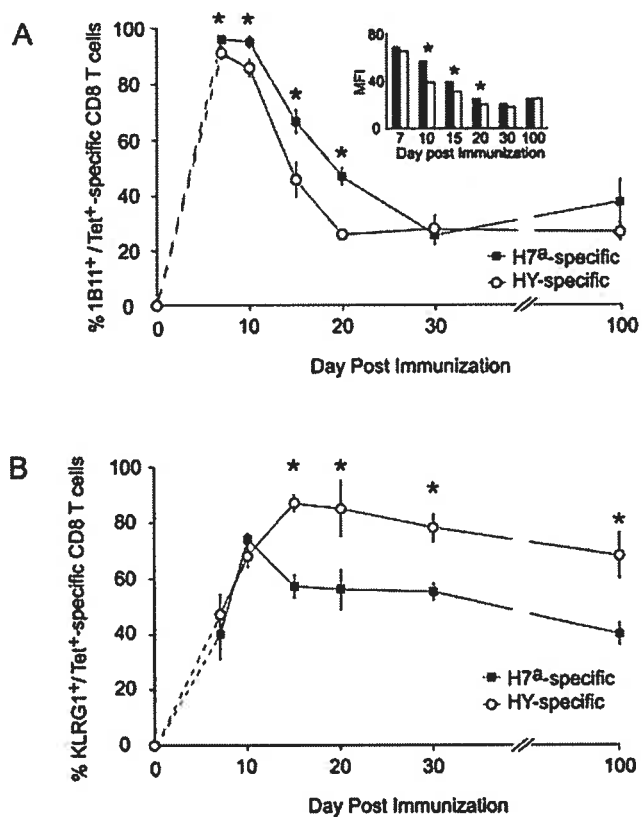 A
% 1B11+/Tet+-specific CD8 T cells
100
80
60
40
20
0
* * * *
MFI
80
40
0
* * *
7 10 15 20 30 100
Day post Immunization
H7a-specific
HY-specific
0 10 20 30 100
Day Post Immunization
B
% KLRG1+/Tet+-specific CD8 T cells
100
80
60
40
20
0
* * * *
H7a-specific
HY-specific
0 10 20 30 100
Day Post Immunization